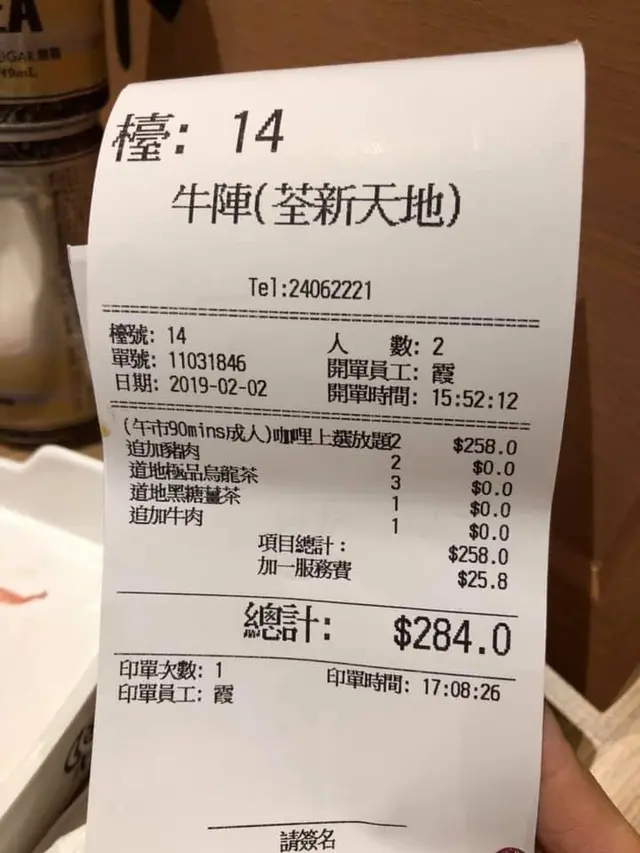 EA
UGAR 無糖
檯: 14
牛陣(荃新天地)
Tel:24062221
檯號: 14 人 數: 2
單號: 11031846 開單員工: 霞
日期: 2019-02-02 開單時間: 15:52:12
(午市90mins成人)咖哩上選放題2 $258.0
追加豬肉 2 $0.0
道地極品烏龍茶 3 $0.0
道地黑糖薑茶 1 $0.0
追加牛肉 1 $0.0
項目總計: $258.0
加一服務費 $25.8
總計: $284.0
印單次數: 1 印單時間: 17:08:26
印單員工: 霞
請簽名